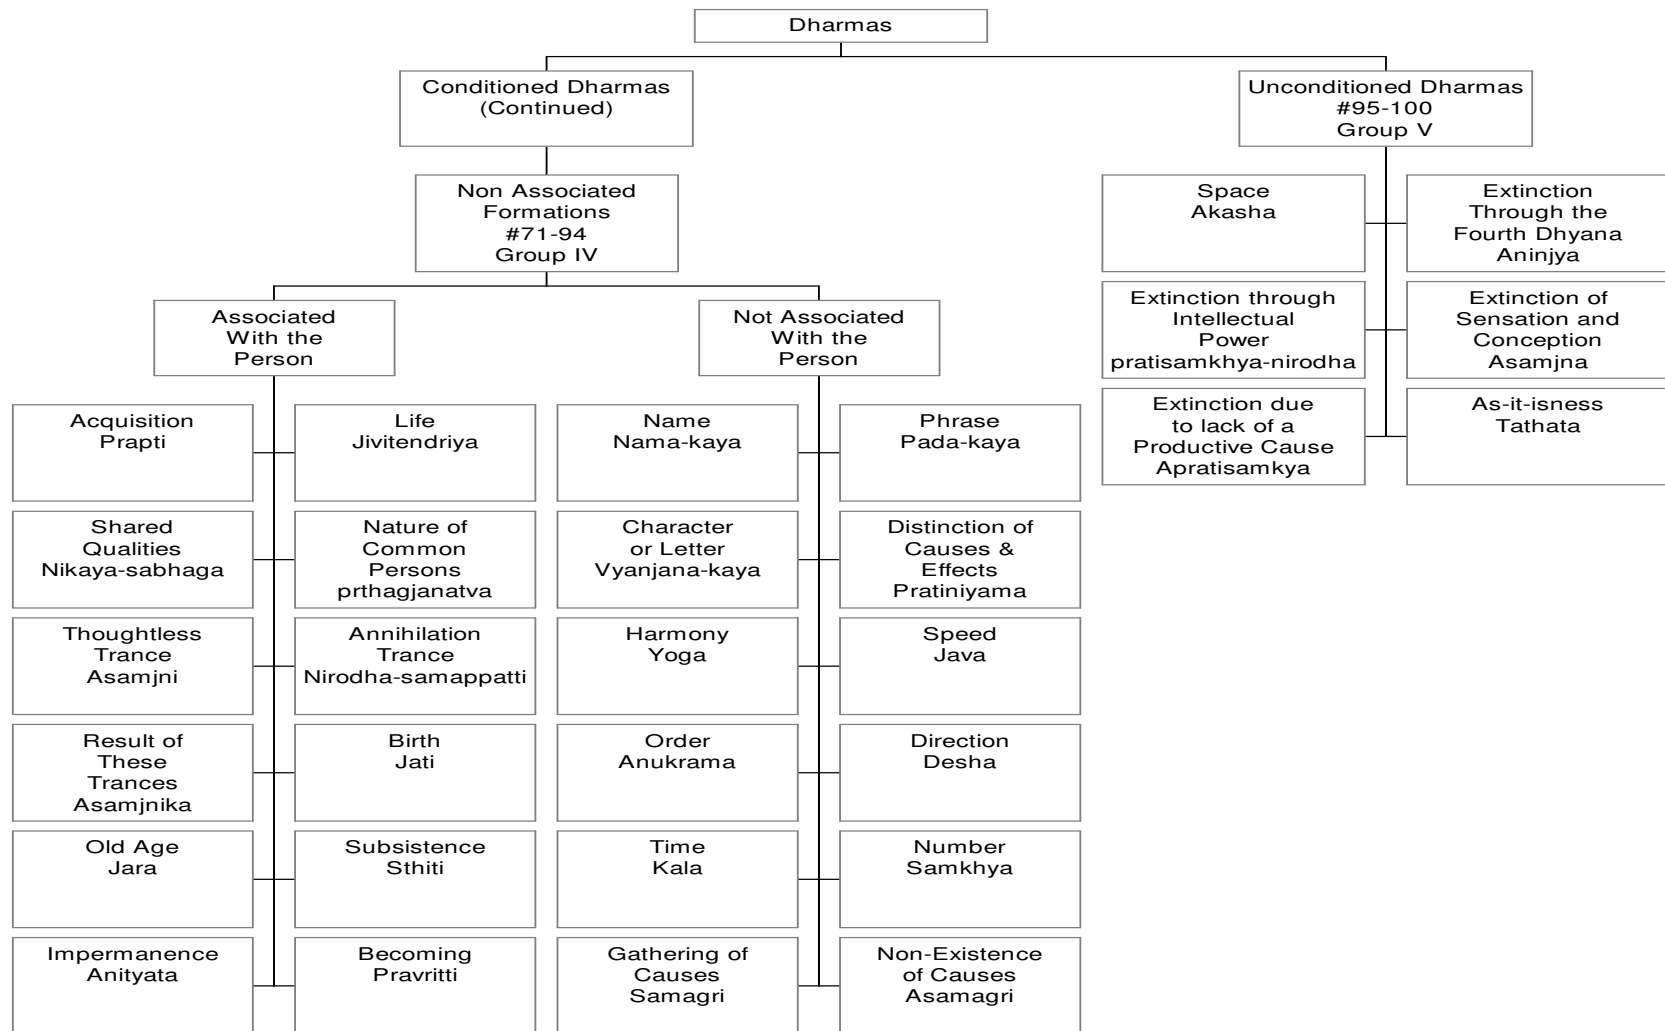 Dharmas
Conditioned Dharmas
(Continued)
Unconditioned Dharmas
#95-100
Group V
Non Associated
Formations
#71-94
Group IV
Associated
With the
Person
Not Associated
With the
Person
Acquisition
Prapti
Life
Jivitendriya
Shared
Qualities
Nikaya-sabhaga
Nature of
Common
Persons
prthagjanatva
Thoughtless
Trance
Asamjni
Annihilation
Trance
Nirodha-samappatti
Result of
These
Trances
Asamjnika
Birth
Jati
Old Age
Jara
Subsistence
Sthiti
Impermanence
Anityata
Becoming
Pravritti
Name
Nama-kaya
Phrase
Pada-kaya
Character
or Letter
Vyanjana-kaya
Distinction of
Causes &
Effects
Pratiniyama
Harmony
Yoga
Speed
Java
Order
Anukrama
Direction
Desha
Time
Kala
Number
Samkhya
Gathering of
Causes
Samagri
Non-Existence
of Causes
Asamagri
Space
Akasha
Extinction
Through the
Fourth Dhyana
Aninjya
Extinction through
Intellectual
Power
pratisamkhya-nirodha
Extinction of
Sensation and
Conception
Asamjna
Extinction due
to lack of a
Productive Cause
Apratisamkya
As-it-isness
Tathata